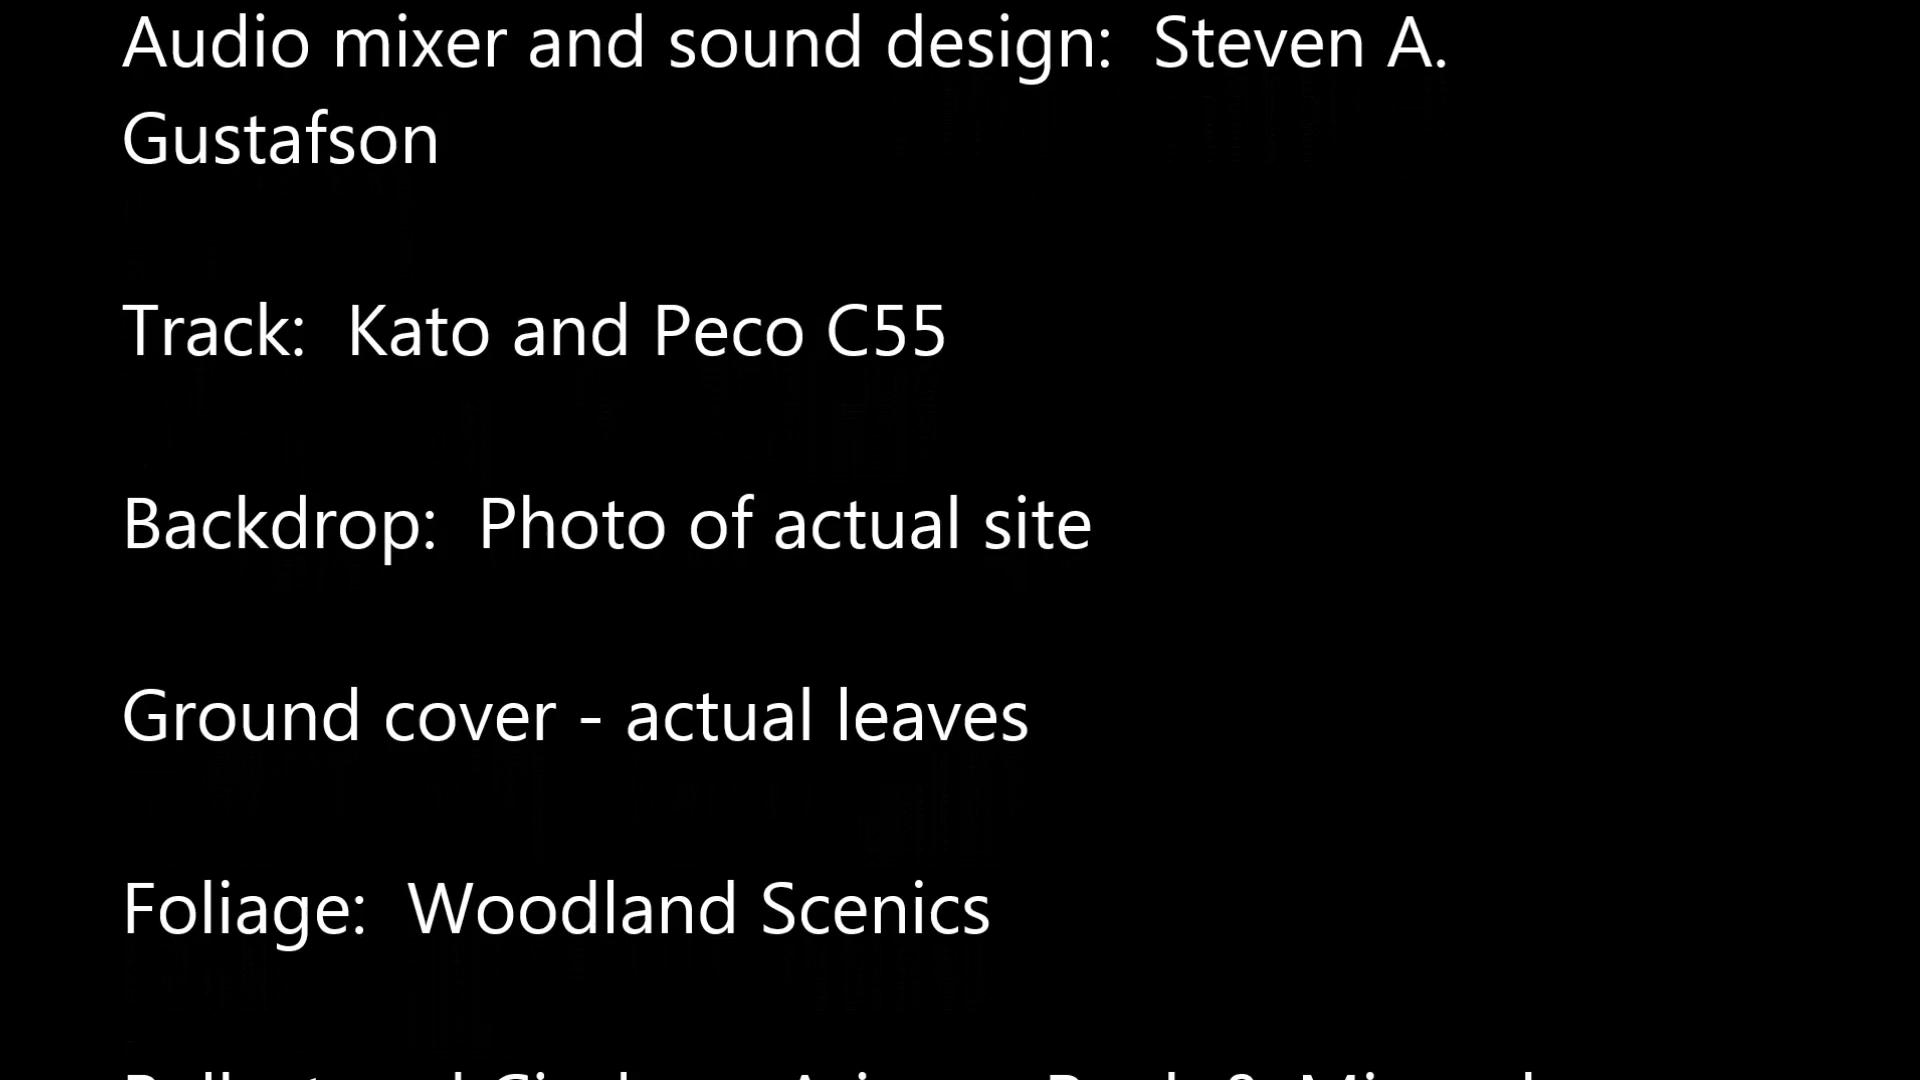 Audio mixer and sound design:  Steven A.
Gustafson
Track:  Kato and Peco C55
Backdrop:  Photo of actual site
Ground cover - actual leaves
Foliage:  Woodland Scenics